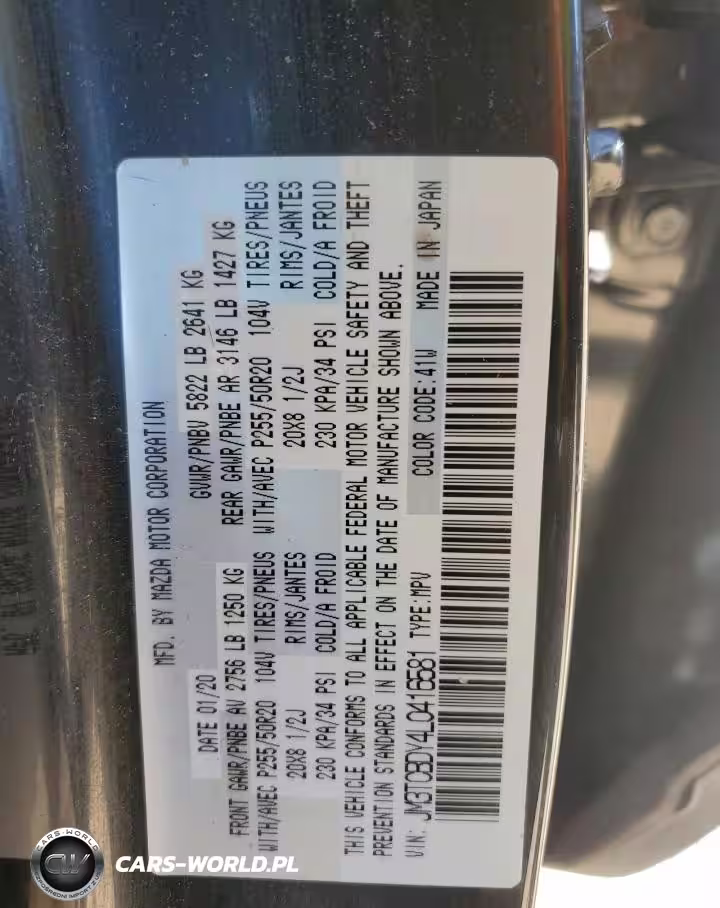 MFD. BY MAZDA MOTOR CORPORATION
DATE 01/20 GVWR/PNBV 5822 LB 2641 KG
FRONT GAWR/PNBE AV 2756 LB 1250 KG REAR GAWR/PNBE AR 3146 LB 1427 KG
WITH/AVEC P255/50R20 104V TIRES/PNEUS WITH/AVEC P255/50R20 104V TIRES/PNEUS
20X8 1/2J RIMS/JANTES 20X8 1/2J RIMS/JANTES
230 KPA/34 PSI COLD/A FROID 230 KPA/34 PSI COLD/A FROID
THIS VEHICLE CONFORMS TO ALL APPLICABLE FEDERAL MOTOR VEHICLE SAFETY AND THEFT
PREVENTION STANDARDS IN EFFECT ON THE DATE OF MANUFACTURE SHOWN ABOVE.
VIN: JM3TCBDY4L0416581 TYPE:MPV COLOR CODE:41W MADE IN JAPAN
CARS-WORLD
CW
CARS-WORLD.PL